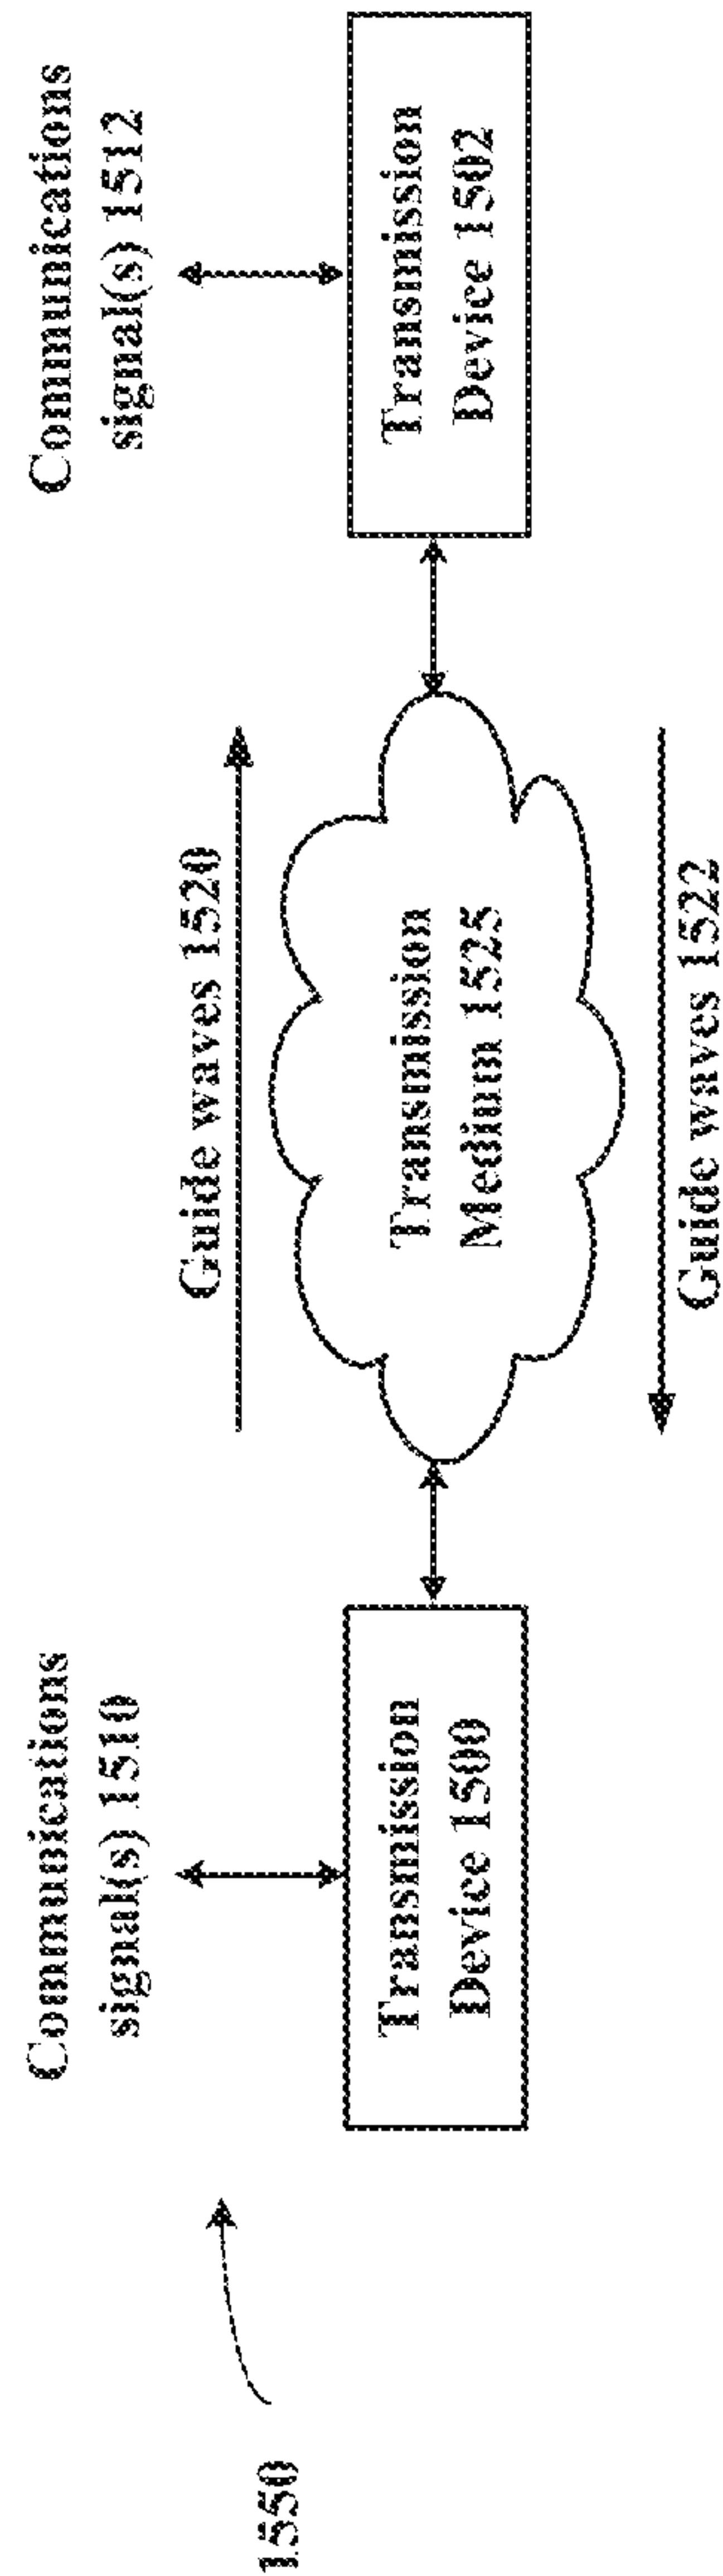 1550
Communications
signal(s) 1510
Transmission
Device 1500
Guide waves 1520
Transmission
Medium 1525
Guide waves 1522
Communications
signal(s) 1512
Transmission
Device 1502